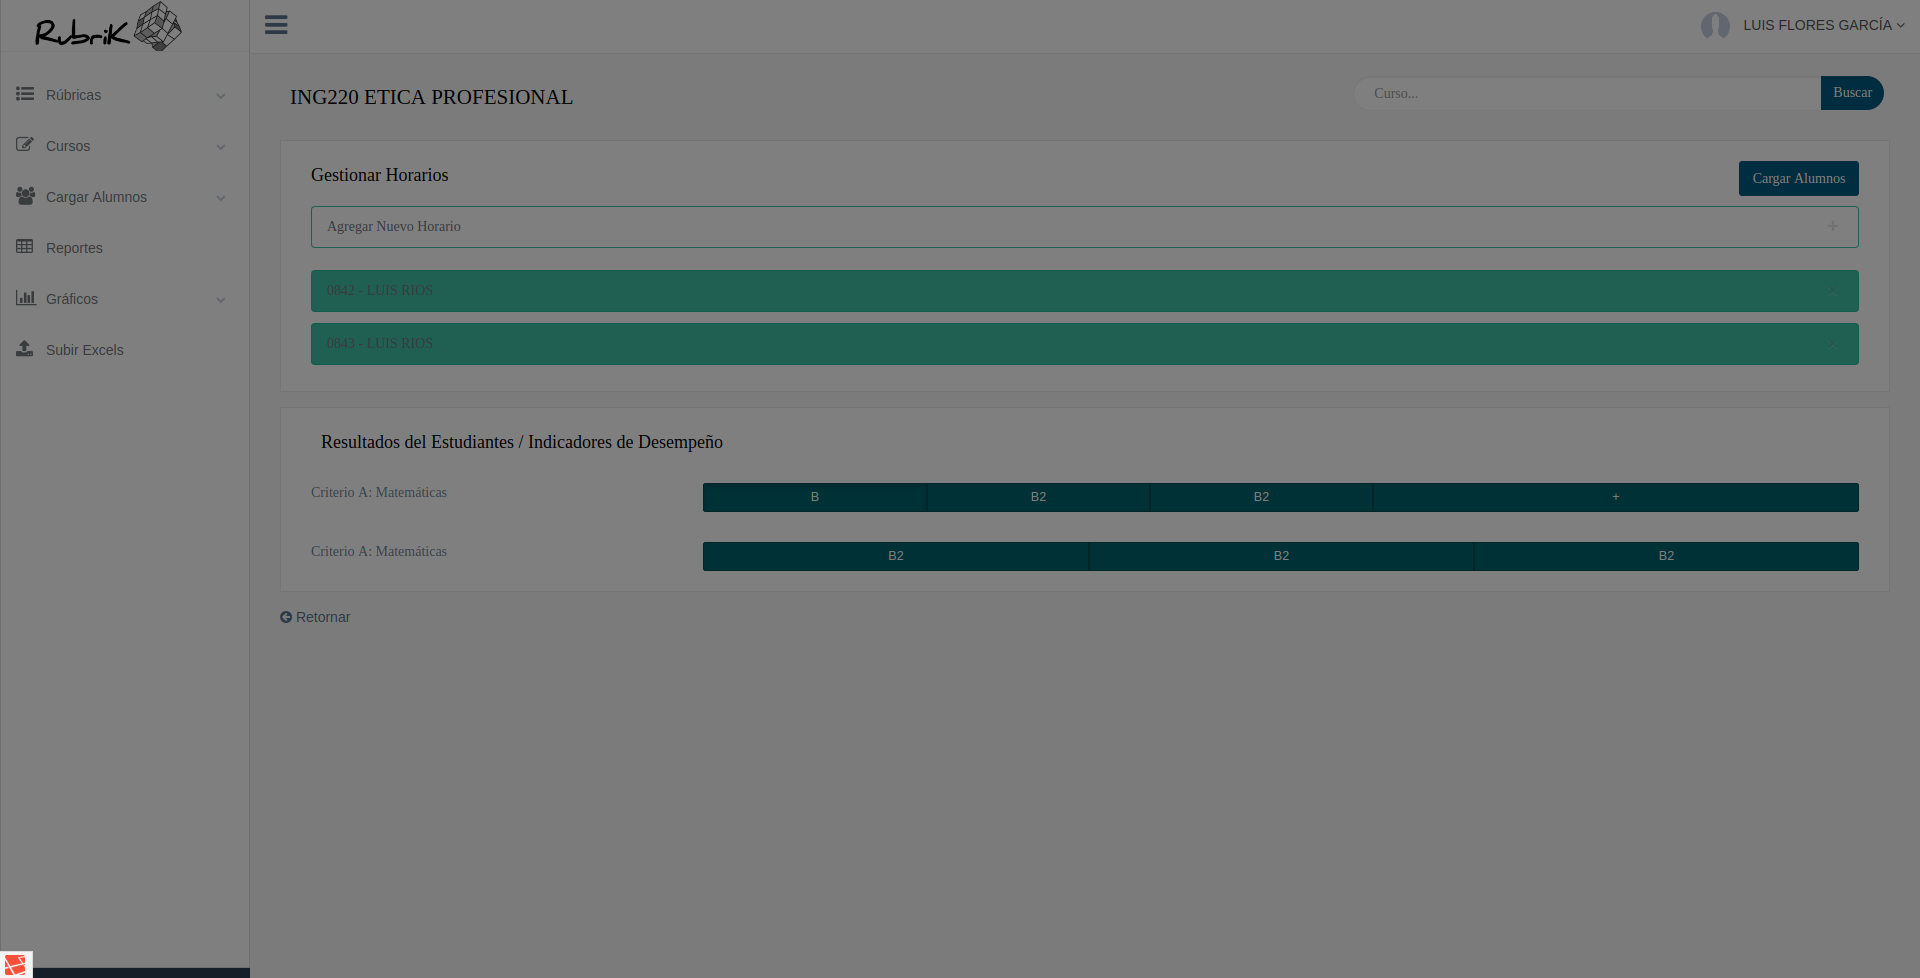 RubriK
LUIS FLORES GARCÍA
Rúbricas
Cursos
Cargar Alumnos
Reportes
Gráficos
Subir Excels
ING220 ETICA PROFESIONAL
Curso...
Buscar
Gestionar Horarios
Cargar Alumnos
Agregar Nuevo Horario
+
0842 - LUIS RIOS
0843 - LUIS RIOS
Resultados del Estudiantes / Indicadores de Desempeño
Criterio A: Matemáticas
B B2 B2 +
Criterio A: Matemáticas
B2 B2 B2
Retornar